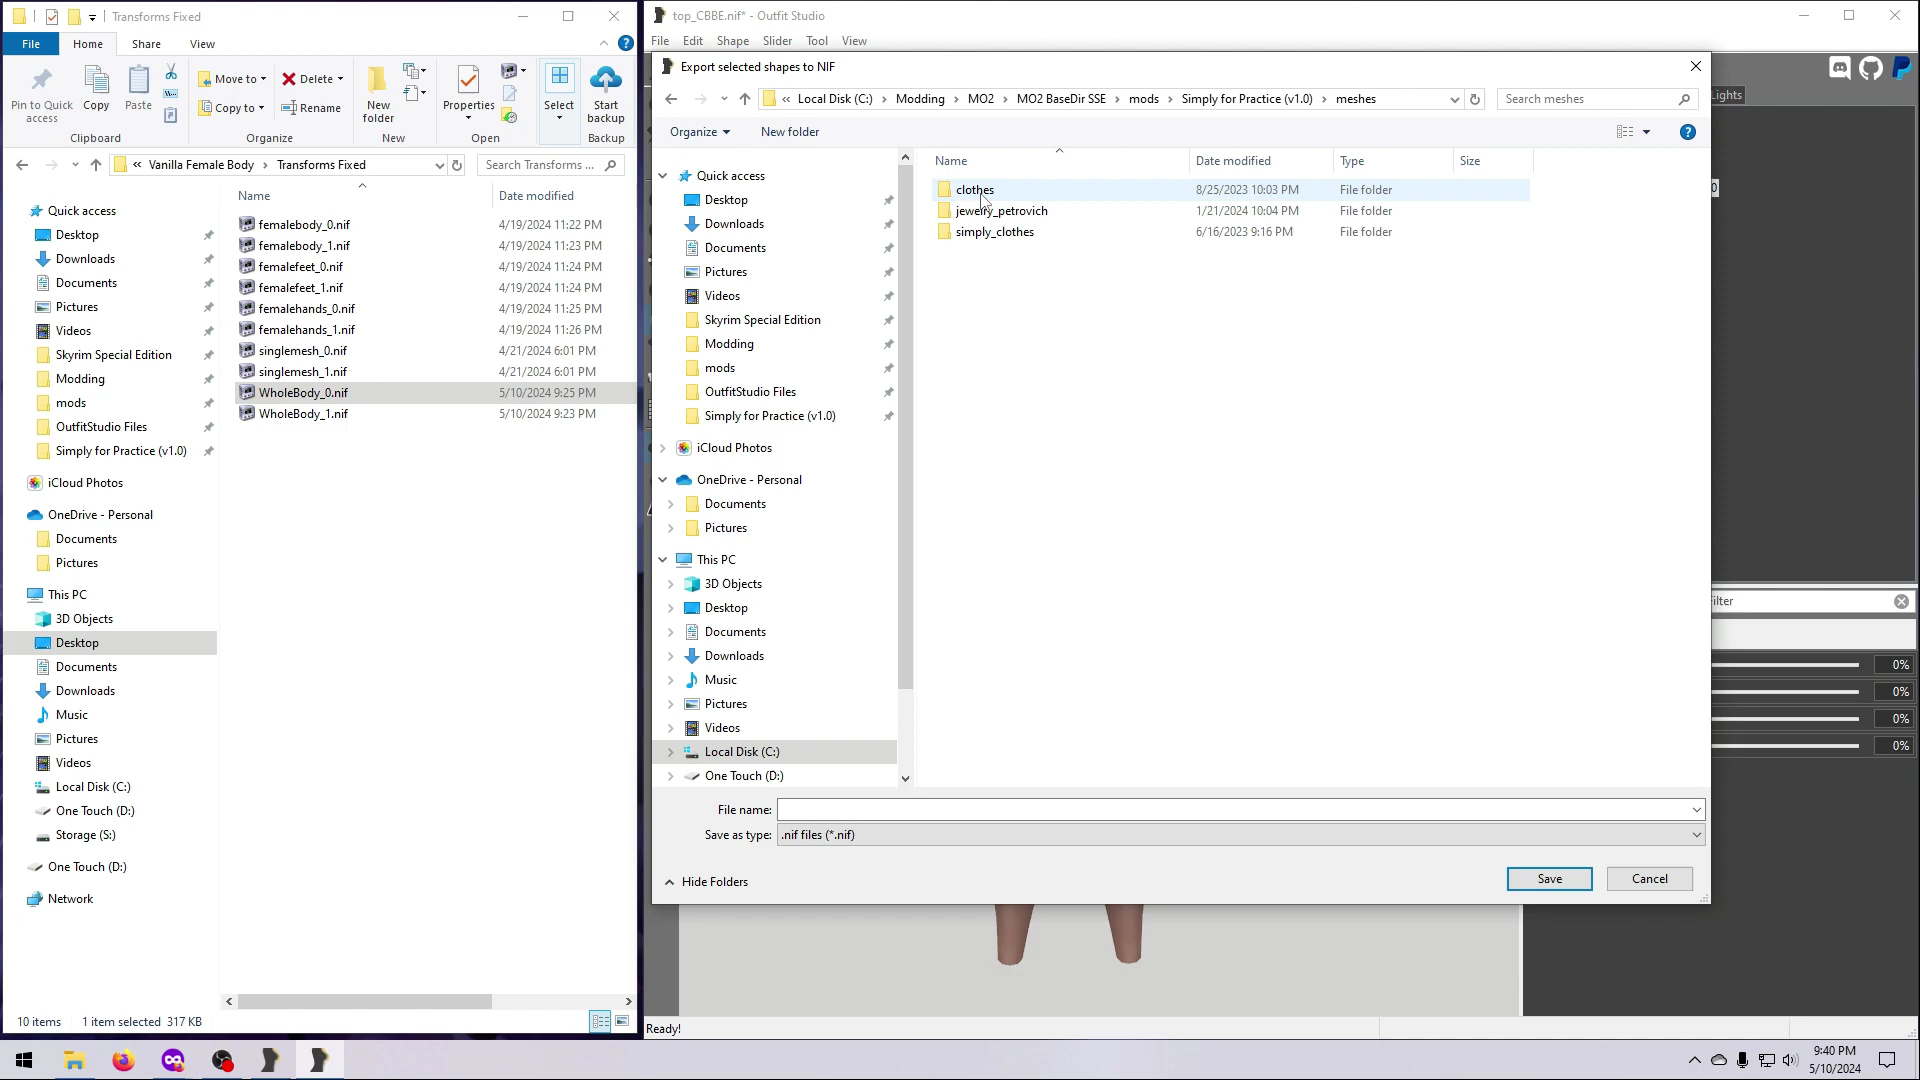 Transforms Fixed
File
Home
Share
View
Pin to Quick access
Copy
Paste
Clipboard
Move to
Copy to
Delete
Rename
Organize
New folder
New
Properties
Open
Select
Start backup
Backup
« Vanilla Female Body > Transforms Fixed
Search Transforms ...
Quick access
Desktop
Downloads
Documents
Pictures
Videos
Skyrim Special Edition
Modding
mods
OutfitStudio Files
Simply for Practice (v1.0)
iCloud Photos
OneDrive - Personal
Documents
Pictures
This PC
3D Objects
Desktop
Documents
Downloads
Music
Pictures
Videos
Local Disk (C:)
One Touch (D:)
Storage (S:)
One Touch (D:)
Network
Name Date modified
femalebody_0.nif 4/19/2024 11:22 PM
femalebody_1.nif 4/19/2024 11:23 PM
femalefeet_0.nif 4/19/2024 11:24 PM
femalefeet_1.nif 4/19/2024 11:24 PM
femalehands_0.nif 4/19/2024 11:25 PM
femalehands_1.nif 4/19/2024 11:26 PM
singlemesh_0.nif 4/21/2024 6:01 PM
singlemesh_1.nif 4/21/2024 6:01 PM
WholeBody_0.nif 5/10/2024 9:25 PM
WholeBody_1.nif 5/10/2024 9:23 PM
10 items 1 item selected 317 KB
top_CBBE.nif* - Outfit Studio
File Edit Shape Slider Tool View
Export selected shapes to NIF
« Local Disk (C:) > Modding > MO2 > MO2 BaseDir SSE > mods > Simply for Practice (v1.0) > meshes
Search meshes
Organize
New folder
Quick access
Desktop
Downloads
Documents
Pictures
Videos
Skyrim Special Edition
Modding
mods
OutfitStudio Files
Simply for Practice (v1.0)
iCloud Photos
OneDrive - Personal
Documents
Pictures
This PC
3D Objects
Desktop
Documents
Downloads
Music
Pictures
Videos
Local Disk (C:)
One Touch (D:)
Name Date modified Type Size
clothes 8/25/2023 10:03 PM File folder
jewelry_petrovich 1/21/2024 10:04 PM File folder
simply_clothes 6/16/2023 9:16 PM File folder
File name:
Save as type: .nif files (*.nif)
Hide Folders
Save
Cancel
Lights
0
Filter
0%
0%
0%
0%
Ready!
9:40 PM
5/10/2024